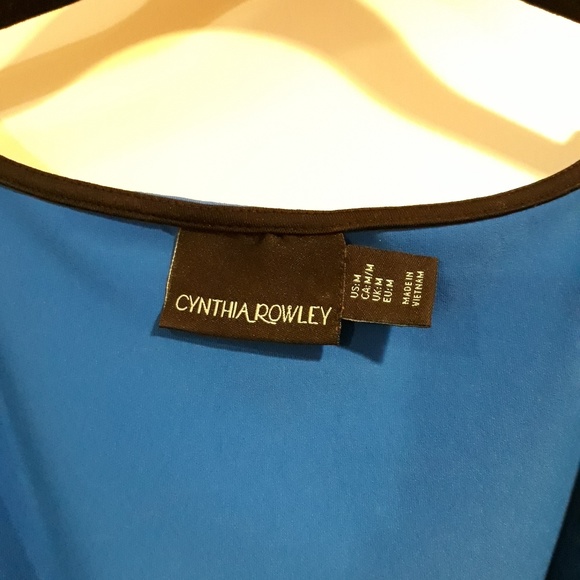 CYNTHIA ROWLEY
US:M
CA:M/M
UK:M
EU:M
MADE IN
VIETNAM